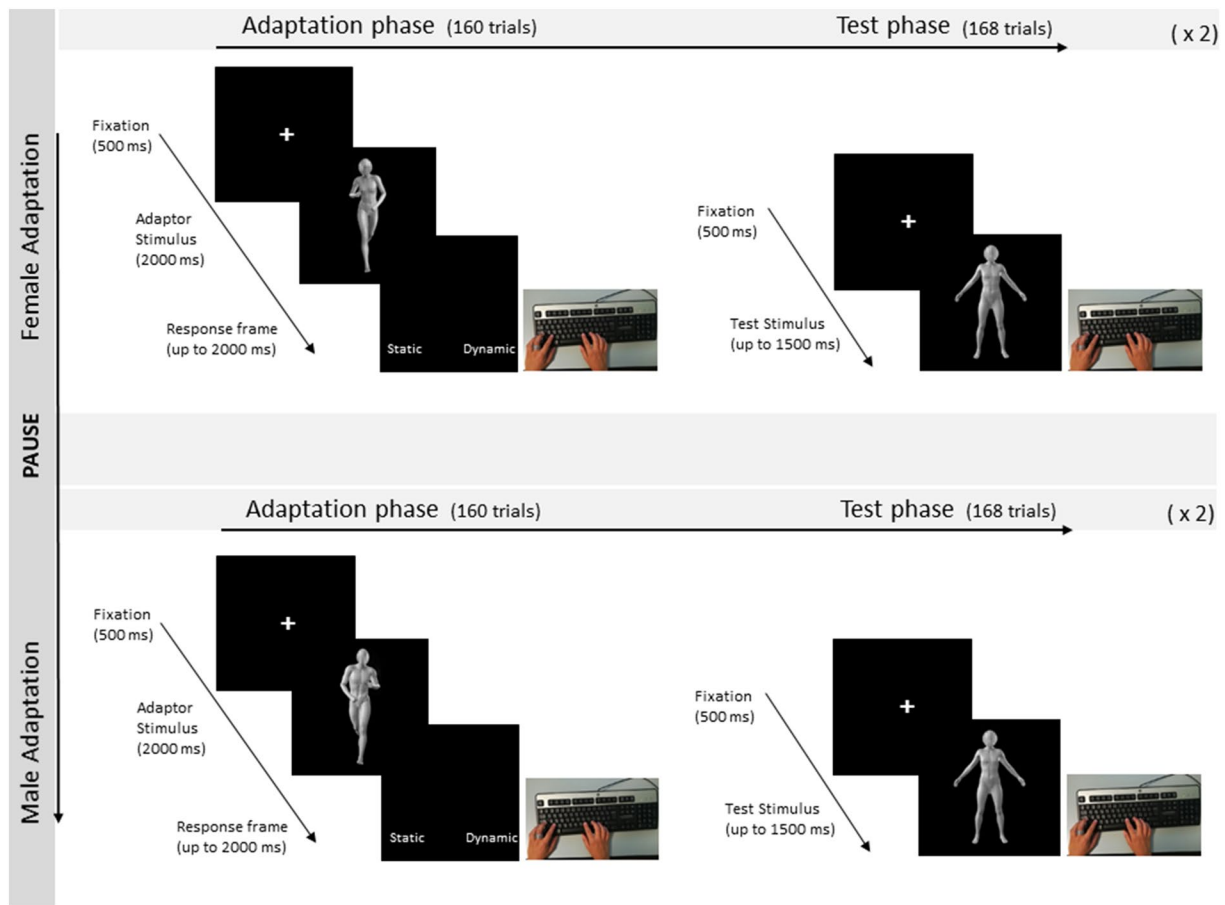 Adaptation phase (160 trials)
Test phase (168 trials)
( x 2)
Female Adaptation
Fixation
(500 ms)
Adaptor
Stimulus
(2000 ms)
Response frame
(up to 2000 ms)
Static Dynamic
Fixation
(500 ms)
Test Stimulus
(up to 1500 ms)
PAUSE
Adaptation phase (160 trials)
Test phase (168 trials)
( x 2)
Male Adaptation
Fixation
(500 ms)
Adaptor
Stimulus
(2000 ms)
Response frame
(up to 2000 ms)
Static Dynamic
Fixation
(500 ms)
Test Stimulus
(up to 1500 ms)